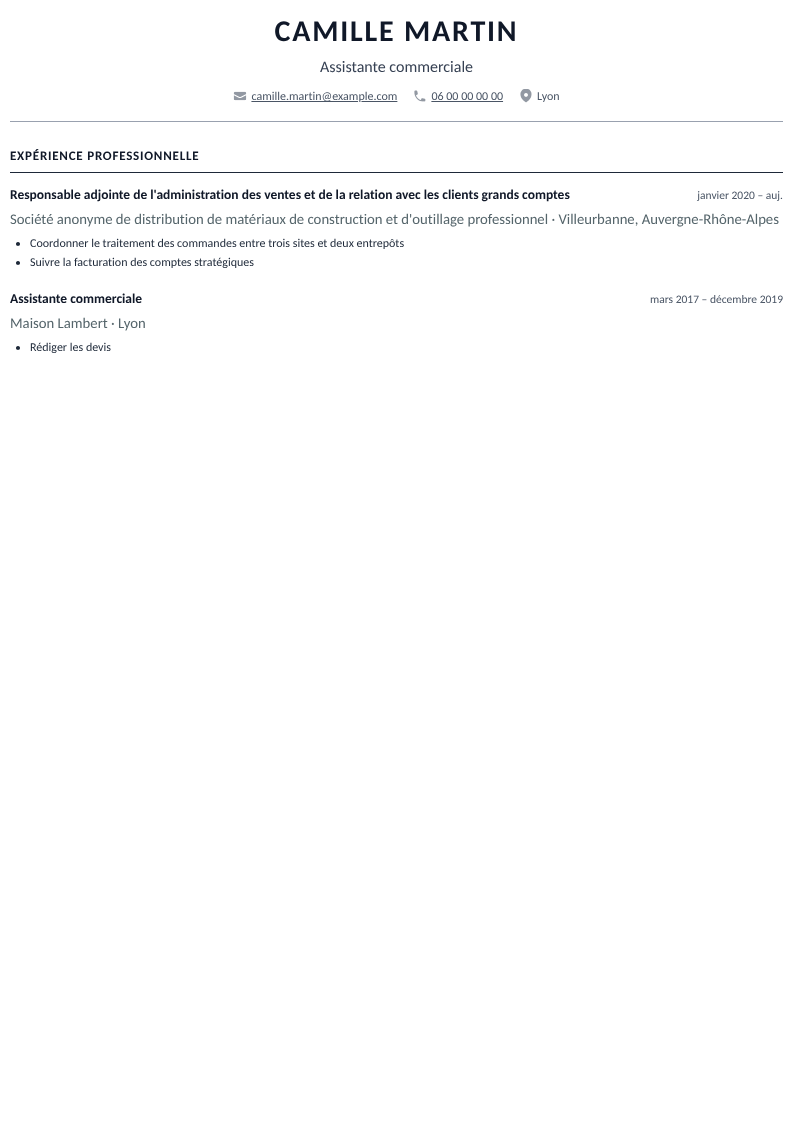 CAMILLE MARTIN
Assistante commerciale
camille.martin@example.com 06 00 00 00 00 Lyon
EXPÉRIENCE PROFESSIONNELLE
Responsable adjointe de l'administration des ventes et de la relation avec les clients grands comptes janvier 2020 – auj.
Société anonyme de distribution de matériaux de construction et d'outillage professionnel · Villeurbanne, Auvergne-Rhône-Alpes
• Coordonner le traitement des commandes entre trois sites et deux entrepôts
• Suivre la facturation des comptes stratégiques
Assistante commerciale mars 2017 – décembre 2019
Maison Lambert · Lyon
• Rédiger les devis